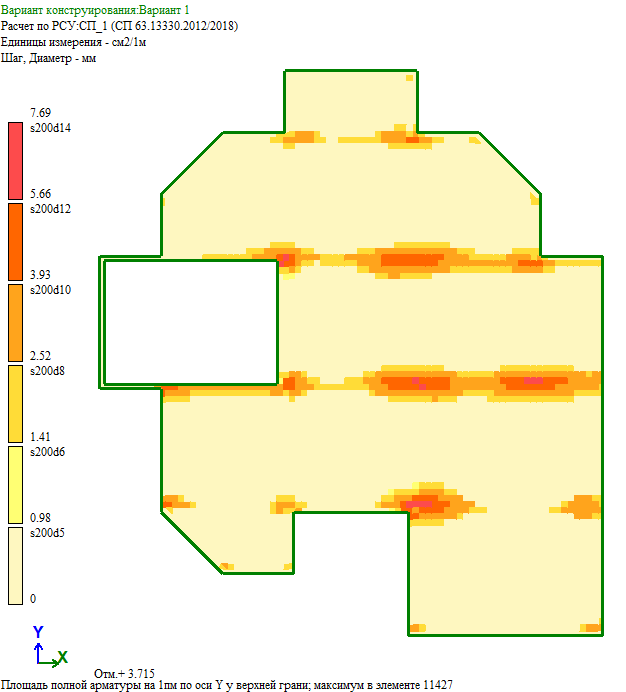 Вариант конструирования:Вариант 1
Расчет по РСУ:СП_1 (СП 63.13330.2012/2018)
Единицы измерения - см2/1м
Шаг, Диаметр - мм
7.69
s200d14
5.66
s200d12
3.93
s200d10
2.52
s200d8
1.41
s200d6
0.98
s200d5
0
Y
X
Отм.+ 3.715
Площадь полной арматуры на 1пм по оси Y у верхней грани; максимум в элементе 11427